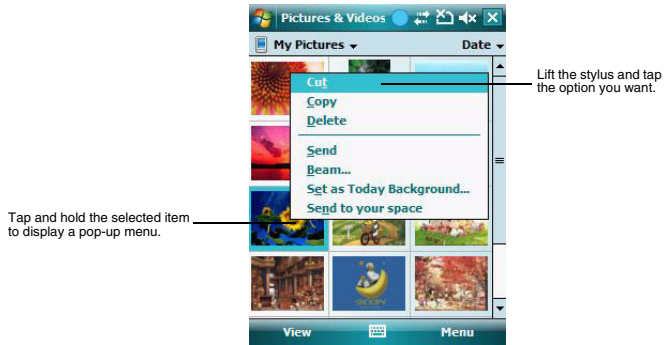 Pictures & Videos
My Pictures
Date
Cut
Copy
Delete
Send
Beam...
Set as Today Background...
Send to your space
Lift the stylus and tap
the option you want.
Tap and hold the selected item
to display a pop-up menu.
SNOOPY
View
Menu